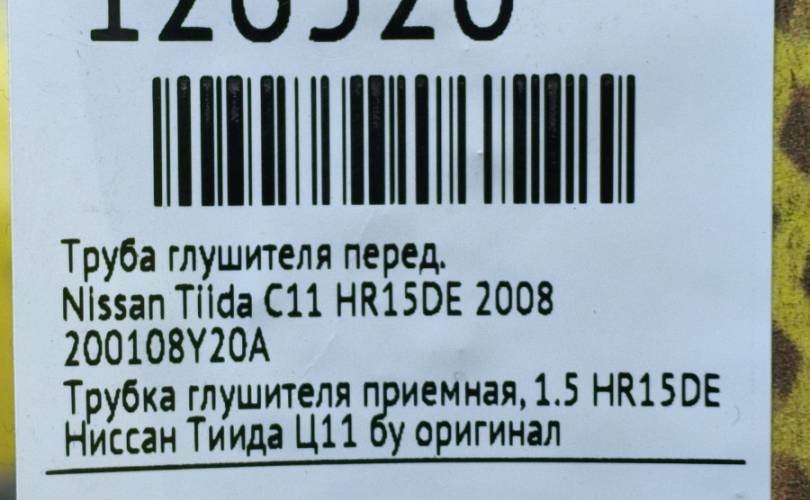 Труба глушителя перед.
Nissan Tiida C11 HR15DE 2008
200108Y20A
Трубка глушителя приемная, 1.5 HR15DE
Ниссан Тиида Ц11 бу оригинал